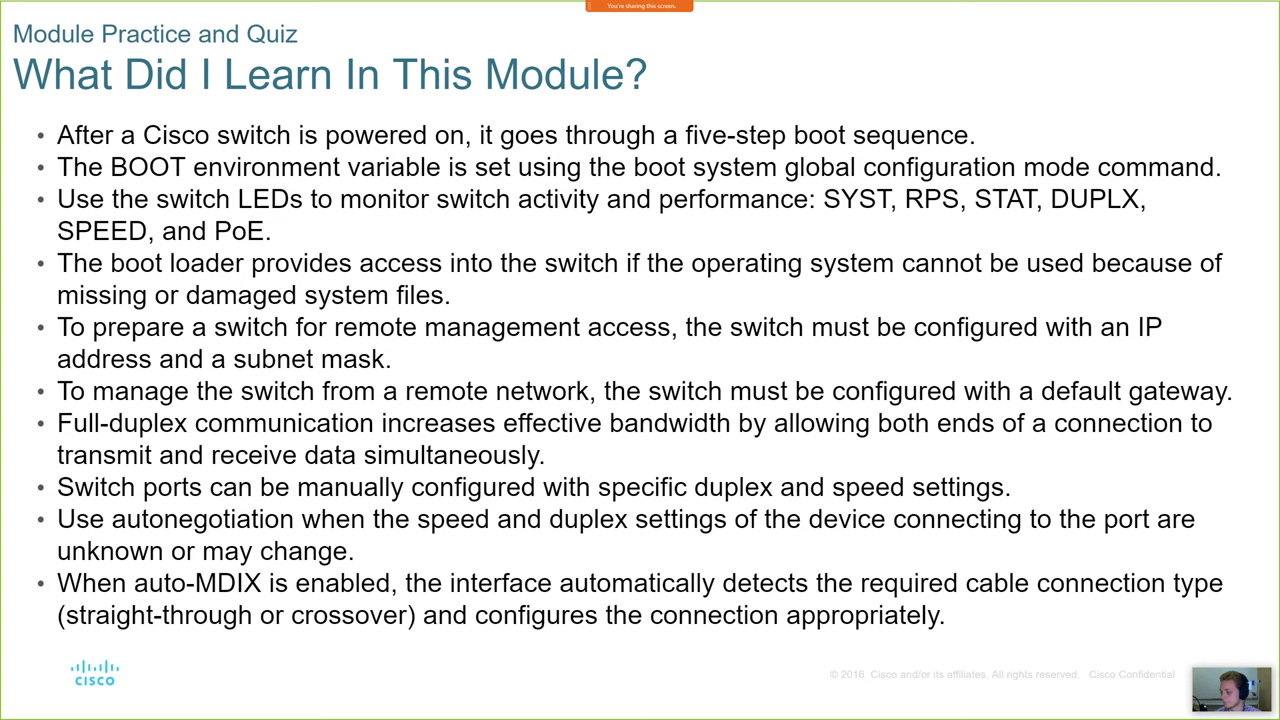 You're sharing this screen.
Module Practice and Quiz
What Did I Learn In This Module?
• After a Cisco switch is powered on, it goes through a five-step boot sequence.
• The BOOT environment variable is set using the boot system global configuration mode command.
• Use the switch LEDs to monitor switch activity and performance: SYST, RPS, STAT, DUPLX,
SPEED, and PoE.
• The boot loader provides access into the switch if the operating system cannot be used because of
missing or damaged system files.
• To prepare a switch for remote management access, the switch must be configured with an IP
address and a subnet mask.
• To manage the switch from a remote network, the switch must be configured with a default gateway.
• Full-duplex communication increases effective bandwidth by allowing both ends of a connection to
transmit and receive data simultaneously.
• Switch ports can be manually configured with specific duplex and speed settings.
• Use autonegotiation when the speed and duplex settings of the device connecting to the port are
unknown or may change.
• When auto-MDIX is enabled, the interface automatically detects the required cable connection type
(straight-through or crossover) and configures the connection appropriately.
CISCO
© 2016 Cisco and/or its affiliates. All rights reserved. Cisco Confidential